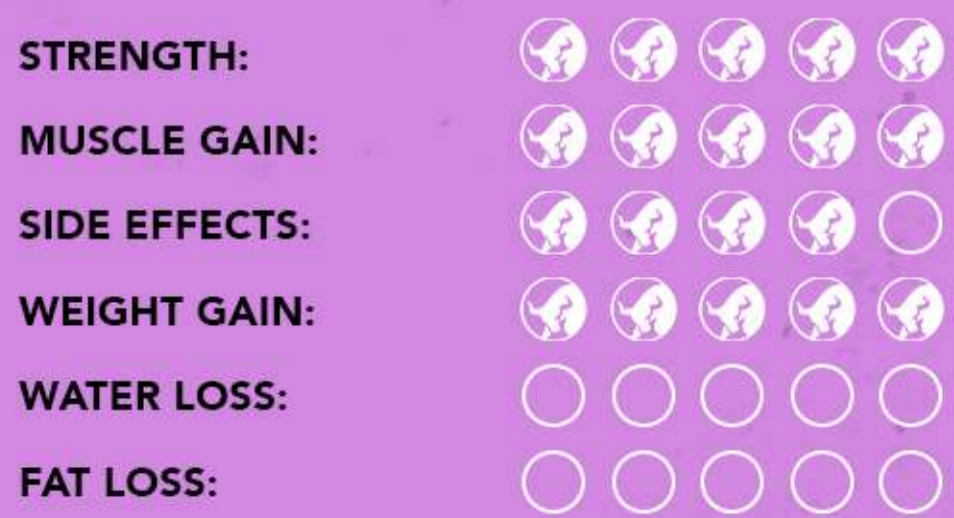 STRENGTH:
MUSCLE GAIN:
SIDE EFFECTS:
WEIGHT GAIN:
WATER LOSS:
FAT LOSS: